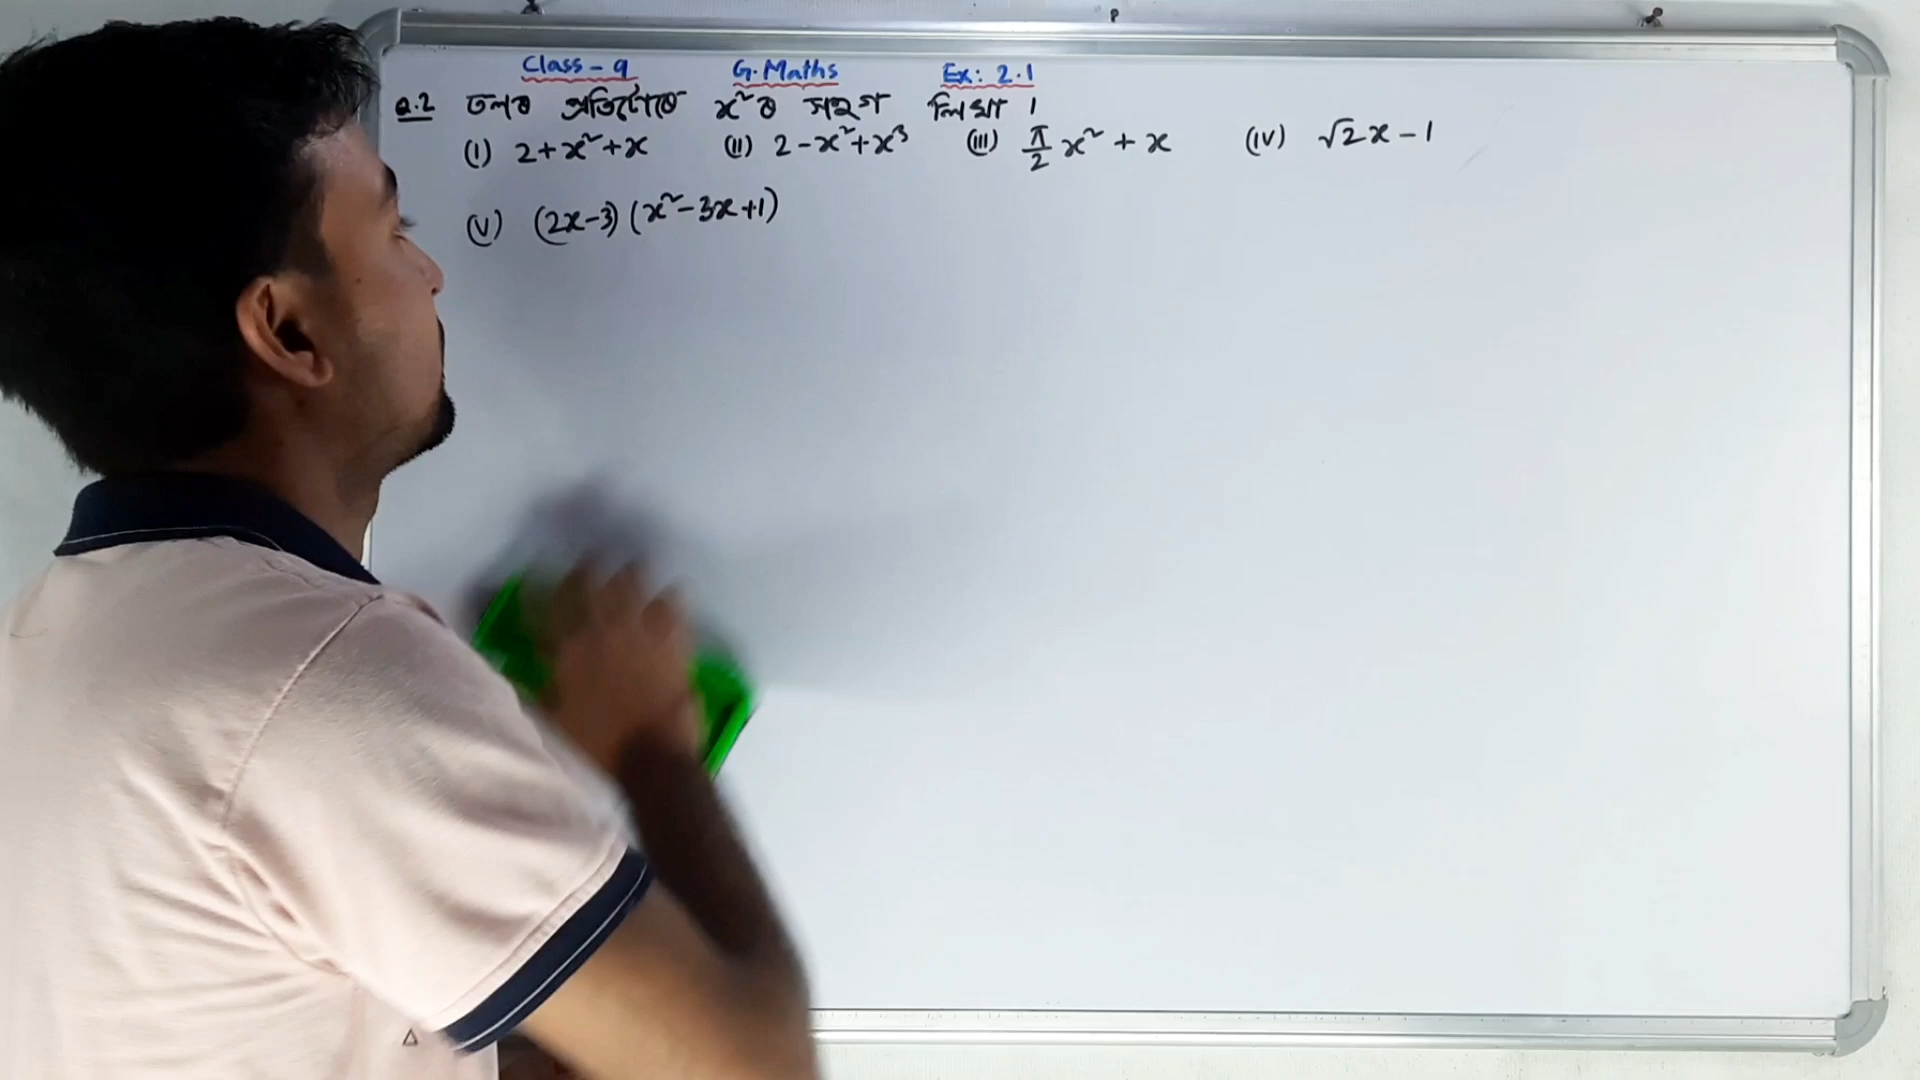 Class - 9 G. Maths Ex: 2.1
Q.2 তলৰ প্ৰতিটোতে x²ৰ সহগ লিখা ।
(i) 2+x²+x (ii) 2-x²+x³ (iii) π/2 x² + x (iv) √2x - 1
(v) (2x-3) (x²-3x+1)